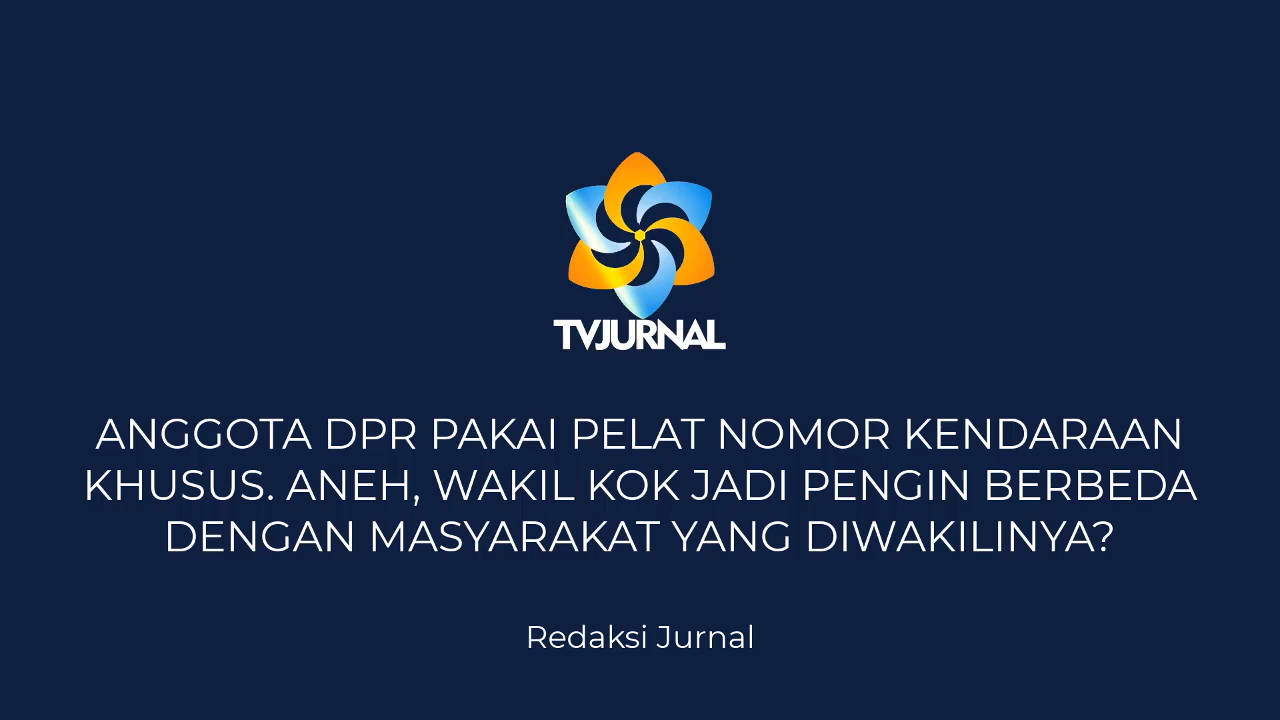 TVJURNAL
ANGGOTA DPR PAKAI PELAT NOMOR KENDARAAN
KHUSUS. ANEH, WAKIL KOK JADI PENGIN BERBEDA
DENGAN MASYARAKAT YANG DIWAKILINYA?
Redaksi Jurnal